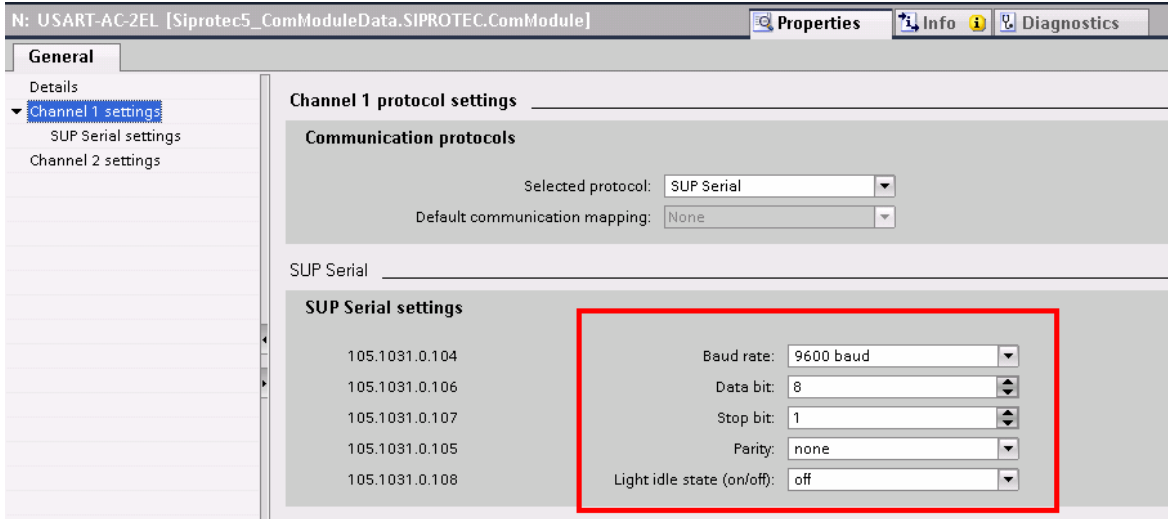 N: USART-AC-2EL [Siprotec5_ComModuleData.SIPROTEC.ComModule]
Properties
Info
Diagnostics
General
Details
Channel 1 settings
SUP Serial settings
Channel 2 settings
Channel 1 protocol settings
Communication protocols
Selected protocol: SUP Serial
Default communication mapping: None
SUP Serial
SUP Serial settings
105.1031.0.104 Baud rate: 9600 baud
105.1031.0.106 Data bit: 8
105.1031.0.107 Stop bit: 1
105.1031.0.105 Parity: none
105.1031.0.108 Light idle state (on/off): off